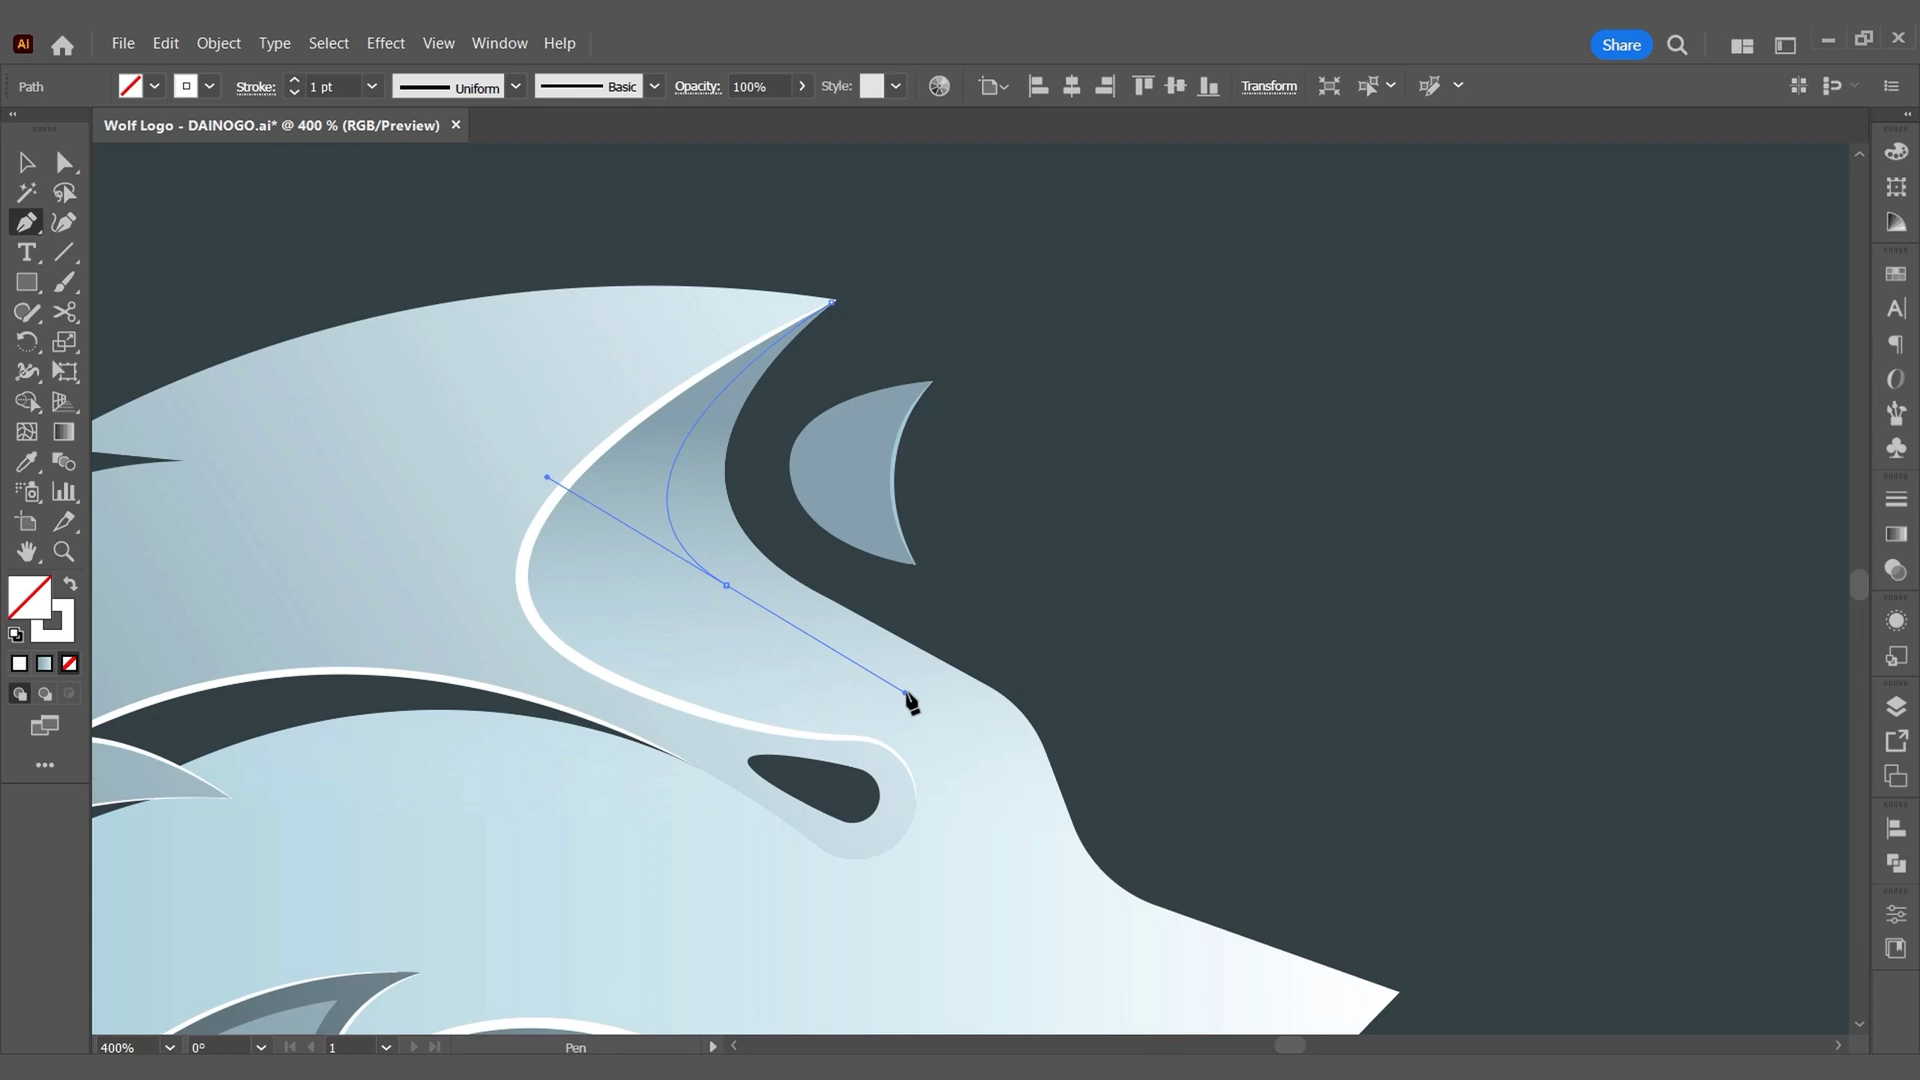 Ai File Edit Object Type Select Effect View Window Help Share
Path Stroke: 1 pt Uniform Basic Opacity: 100% Style: Transform
Wolf Logo - DAINOGO.ai* @ 400 % (RGB/Preview) ×
400% 0° 1 Pen